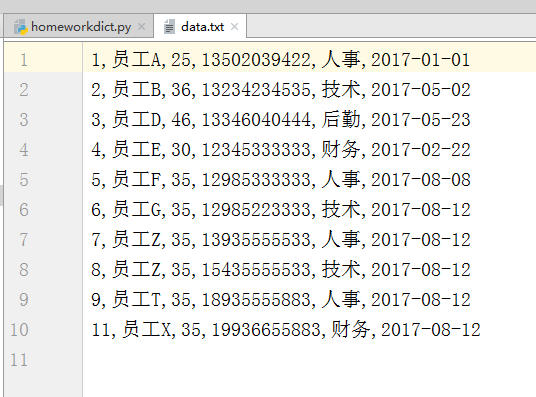 homeworkdict.py data.txt
1 1,员工A,25,13502039422,人事,2017-01-01
2 2,员工B,36,13234234535,技术,2017-05-02
3 3,员工D,46,13346040444,后勤,2017-05-23
4 4,员工E,30,12345333333,财务,2017-02-22
5 5,员工F,35,12985333333,人事,2017-08-08
6 6,员工G,35,12985223333,技术,2017-08-12
7 7,员工Z,35,13935555533,人事,2017-08-12
8 8,员工Z,35,15435555533,技术,2017-08-12
9 9,员工T,35,18935555883,人事,2017-08-12
10 11,员工X,35,19936655883,财务,2017-08-12
11